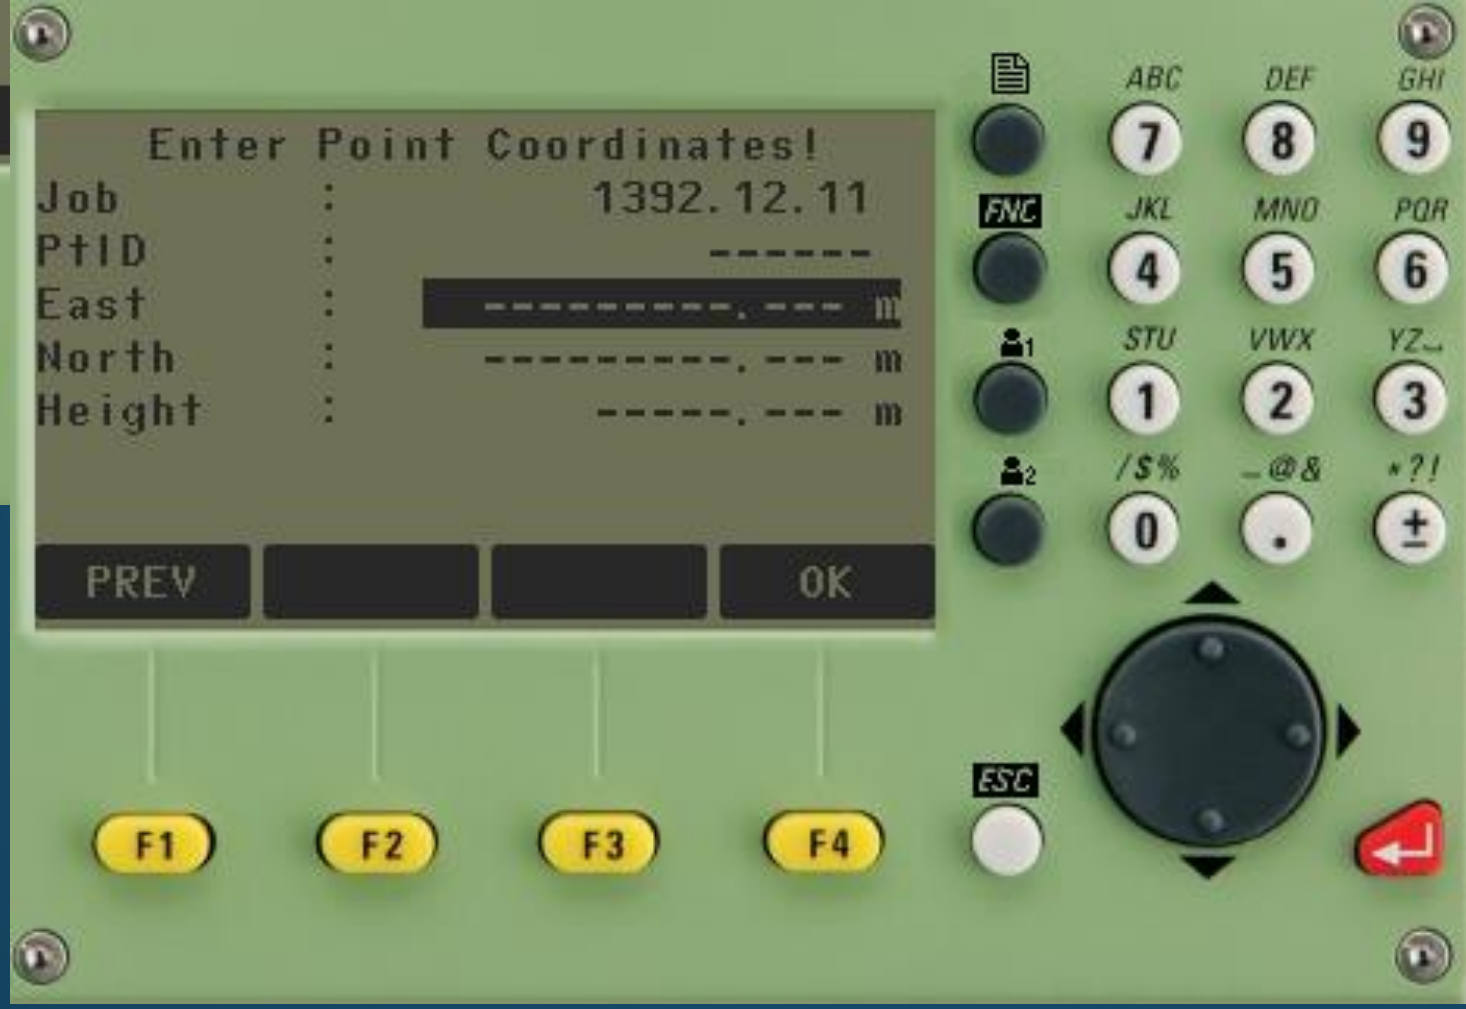 Enter Point Coordinates!
Job : 1392.12.11
PtID : ------
East : ---------.--- m
North : ---------.--- m
Height : -----.--- m
PREV OK
F1 F2 F3 F4
FNC
1
2
ESC
ABC DEF GHI
7 8 9
JKL MNO PQR
4 5 6
STU VWX YZ⎵
1 2 3
/$% _@& *?!
0 . ±